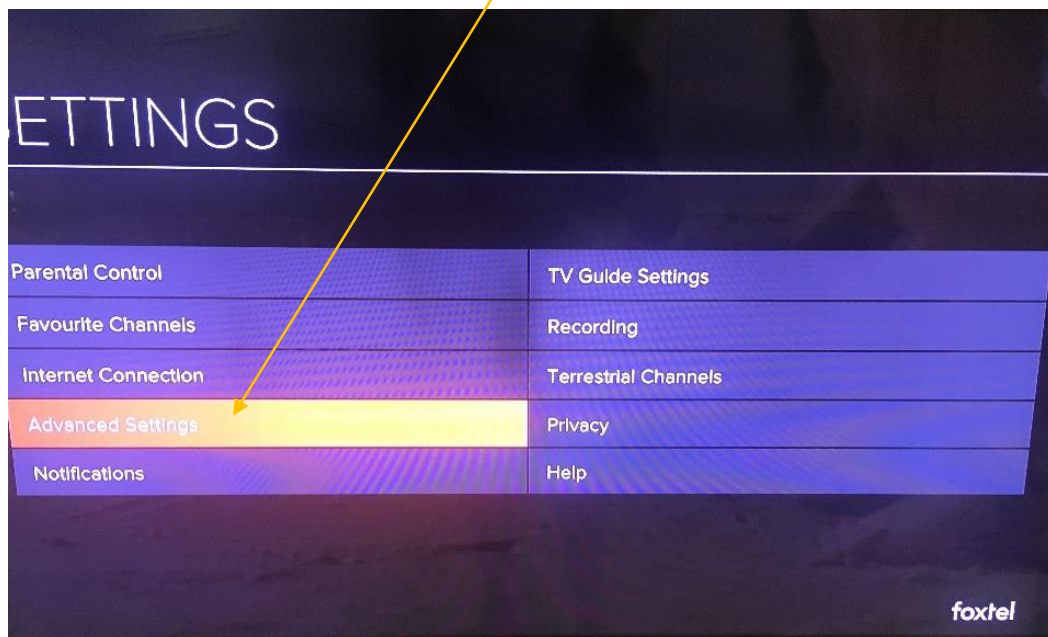 ETTINGS
Parental Control
TV Guide Settings
Favourite Channels
Recording
Internet Connection
Terrestrial Channels
Advanced Settings
Privacy
Notifications
Help
foxtel